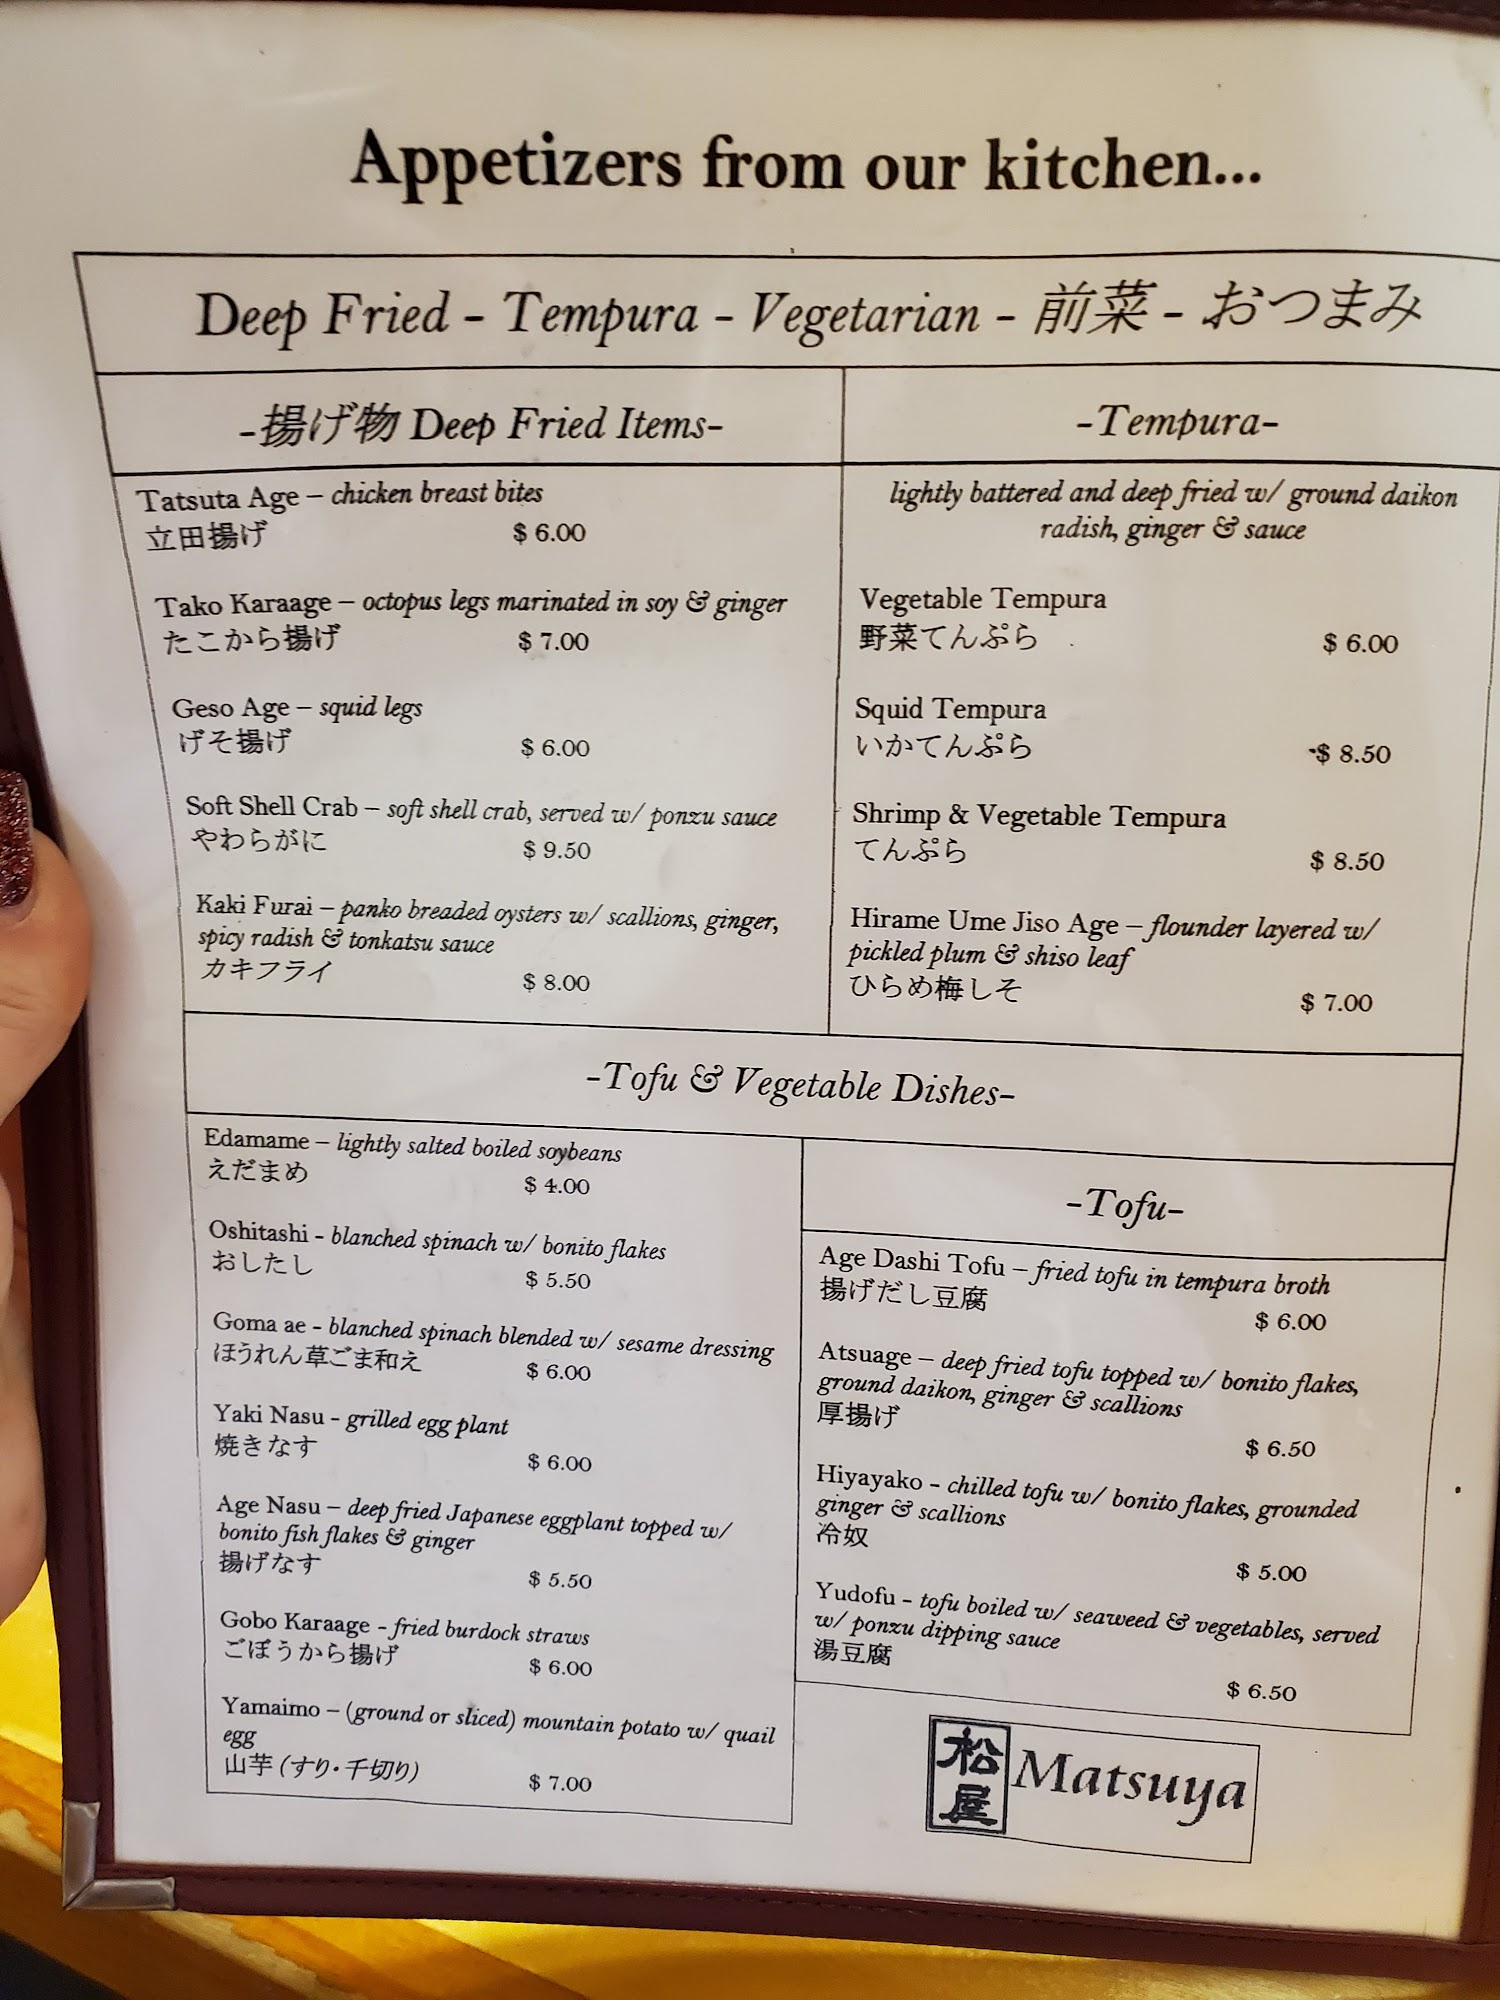 Appetizers from our kitchen...
Deep Fried - Tempura - Vegetarian - 前菜 - おつまみ
-揚げ物 Deep Fried Items-
Tatsuta Age – chicken breast bites
立田揚げ $ 6.00
Tako Karaage – octopus legs marinated in soy & ginger
たこから揚げ $ 7.00
Geso Age – squid legs
げそ揚げ $ 6.00
Soft Shell Crab – soft shell crab, served w/ ponzu sauce
やわらがに $ 9.50
Kaki Furai – panko breaded oysters w/ scallions, ginger,
spicy radish & tonkatsu sauce
カキフライ $ 8.00
-Tempura-
lightly battered and deep fried w/ ground daikon
radish, ginger & sauce
Vegetable Tempura
野菜てんぷら $ 6.00
Squid Tempura
いかてんぷら $ 8.50
Shrimp & Vegetable Tempura
てんぷら $ 8.50
Hirame Ume Jiso Age – flounder layered w/
pickled plum & shiso leaf
ひらめ梅しそ $ 7.00
-Tofu & Vegetable Dishes-
Edamame – lightly salted boiled soybeans
えだまめ $ 4.00
Oshitashi - blanched spinach w/ bonito flakes
おしたし $ 5.50
Goma ae - blanched spinach blended w/ sesame dressing
ほうれん草ごま和え $ 6.00
Yaki Nasu - grilled egg plant
焼きなす $ 6.00
Age Nasu – deep fried Japanese eggplant topped w/
bonito fish flakes & ginger
揚げなす $ 5.50
Gobo Karaage - fried burdock straws
ごぼうから揚げ $ 6.00
Yamaimo – (ground or sliced) mountain potato w/ quail
egg
山芋 (すり・千切り) $ 7.00
-Tofu-
Age Dashi Tofu – fried tofu in tempura broth
揚げだし豆腐 $ 6.00
Atsuage – deep fried tofu topped w/ bonito flakes,
ground daikon, ginger & scallions
厚揚げ $ 6.50
Hiyayako - chilled tofu w/ bonito flakes, grounded
ginger & scallions
冷奴 $ 5.00
Yudofu - tofu boiled w/ seaweed & vegetables, served
w/ ponzu dipping sauce
湯豆腐 $ 6.50
松屋 Matsuya